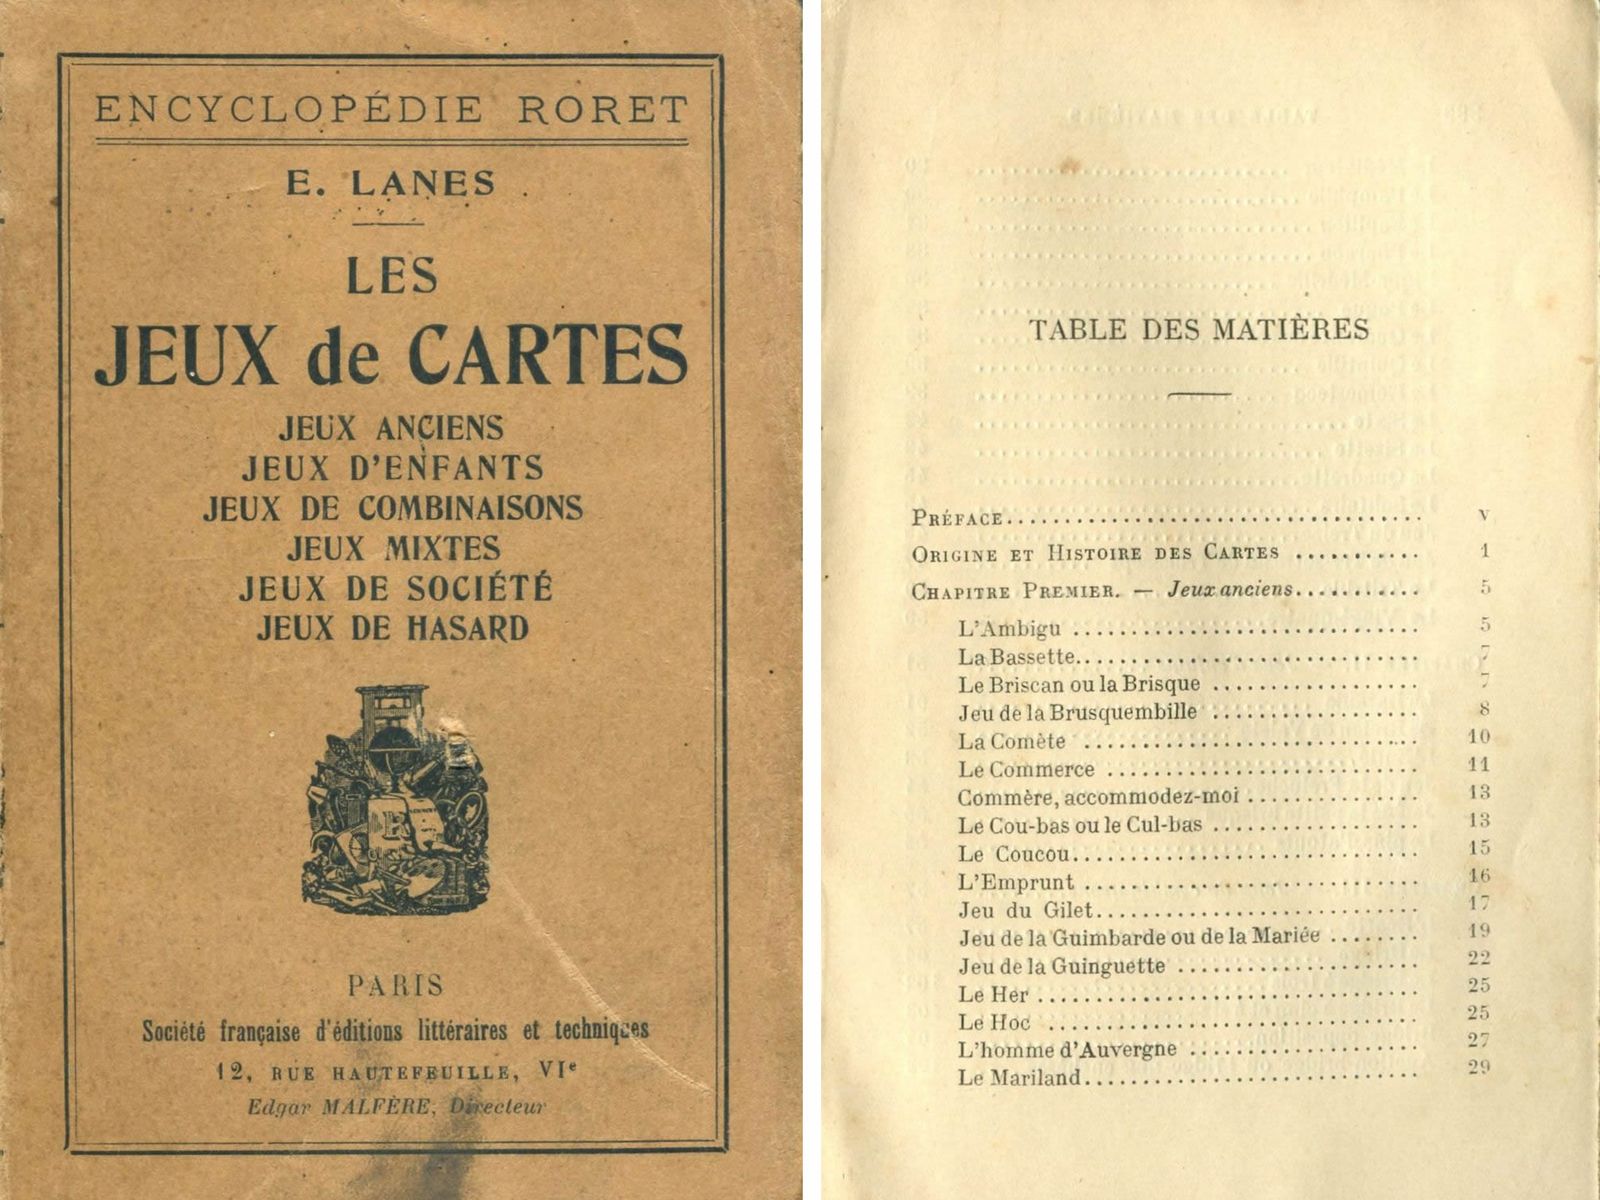 ENCYCLOPÉDIE RORET
E. LANES
LES
JEUX de CARTES
JEUX ANCIENS
JEUX D'ENFANTS
JEUX DE COMBINAISONS
JEUX MIXTES
JEUX DE SOCIÉTÉ
JEUX DE HASARD
R
PARIS
Société française d'éditions littéraires et techniques
12, RUE HAUTEFEUILLE, VIe
Edgar MALFÈRE, Directeur
TABLE DES MATIÈRES
PRÉFACE........................ V
ORIGINE ET HISTOIRE DES CARTES ........... 1
CHAPITRE PREMIER. — Jeux anciens........... 5
L'Ambigu ........................ 5
La Bassette........................ 7
Le Briscan ou la Brisque .................. 7
Jeu de la Brusquembille .................. 8
La Comète ........................ 10
Le Commerce ...................... 11
Commère, accommodez-moi ............... 13
Le Cou-bas ou le Cul-bas .................. 13
Le Coucou........................ 15
L'Emprunt ........................ 16
Jeu du Gilet........................ 17
Jeu de la Guimbarde ou de la Mariée ........ 19
Jeu de la Guinguette .................... 22
Le Her ........................ 25
Le Hoc ........................ 25
L'homme d'Auvergne .................... 27
Le Mariland........................ 29